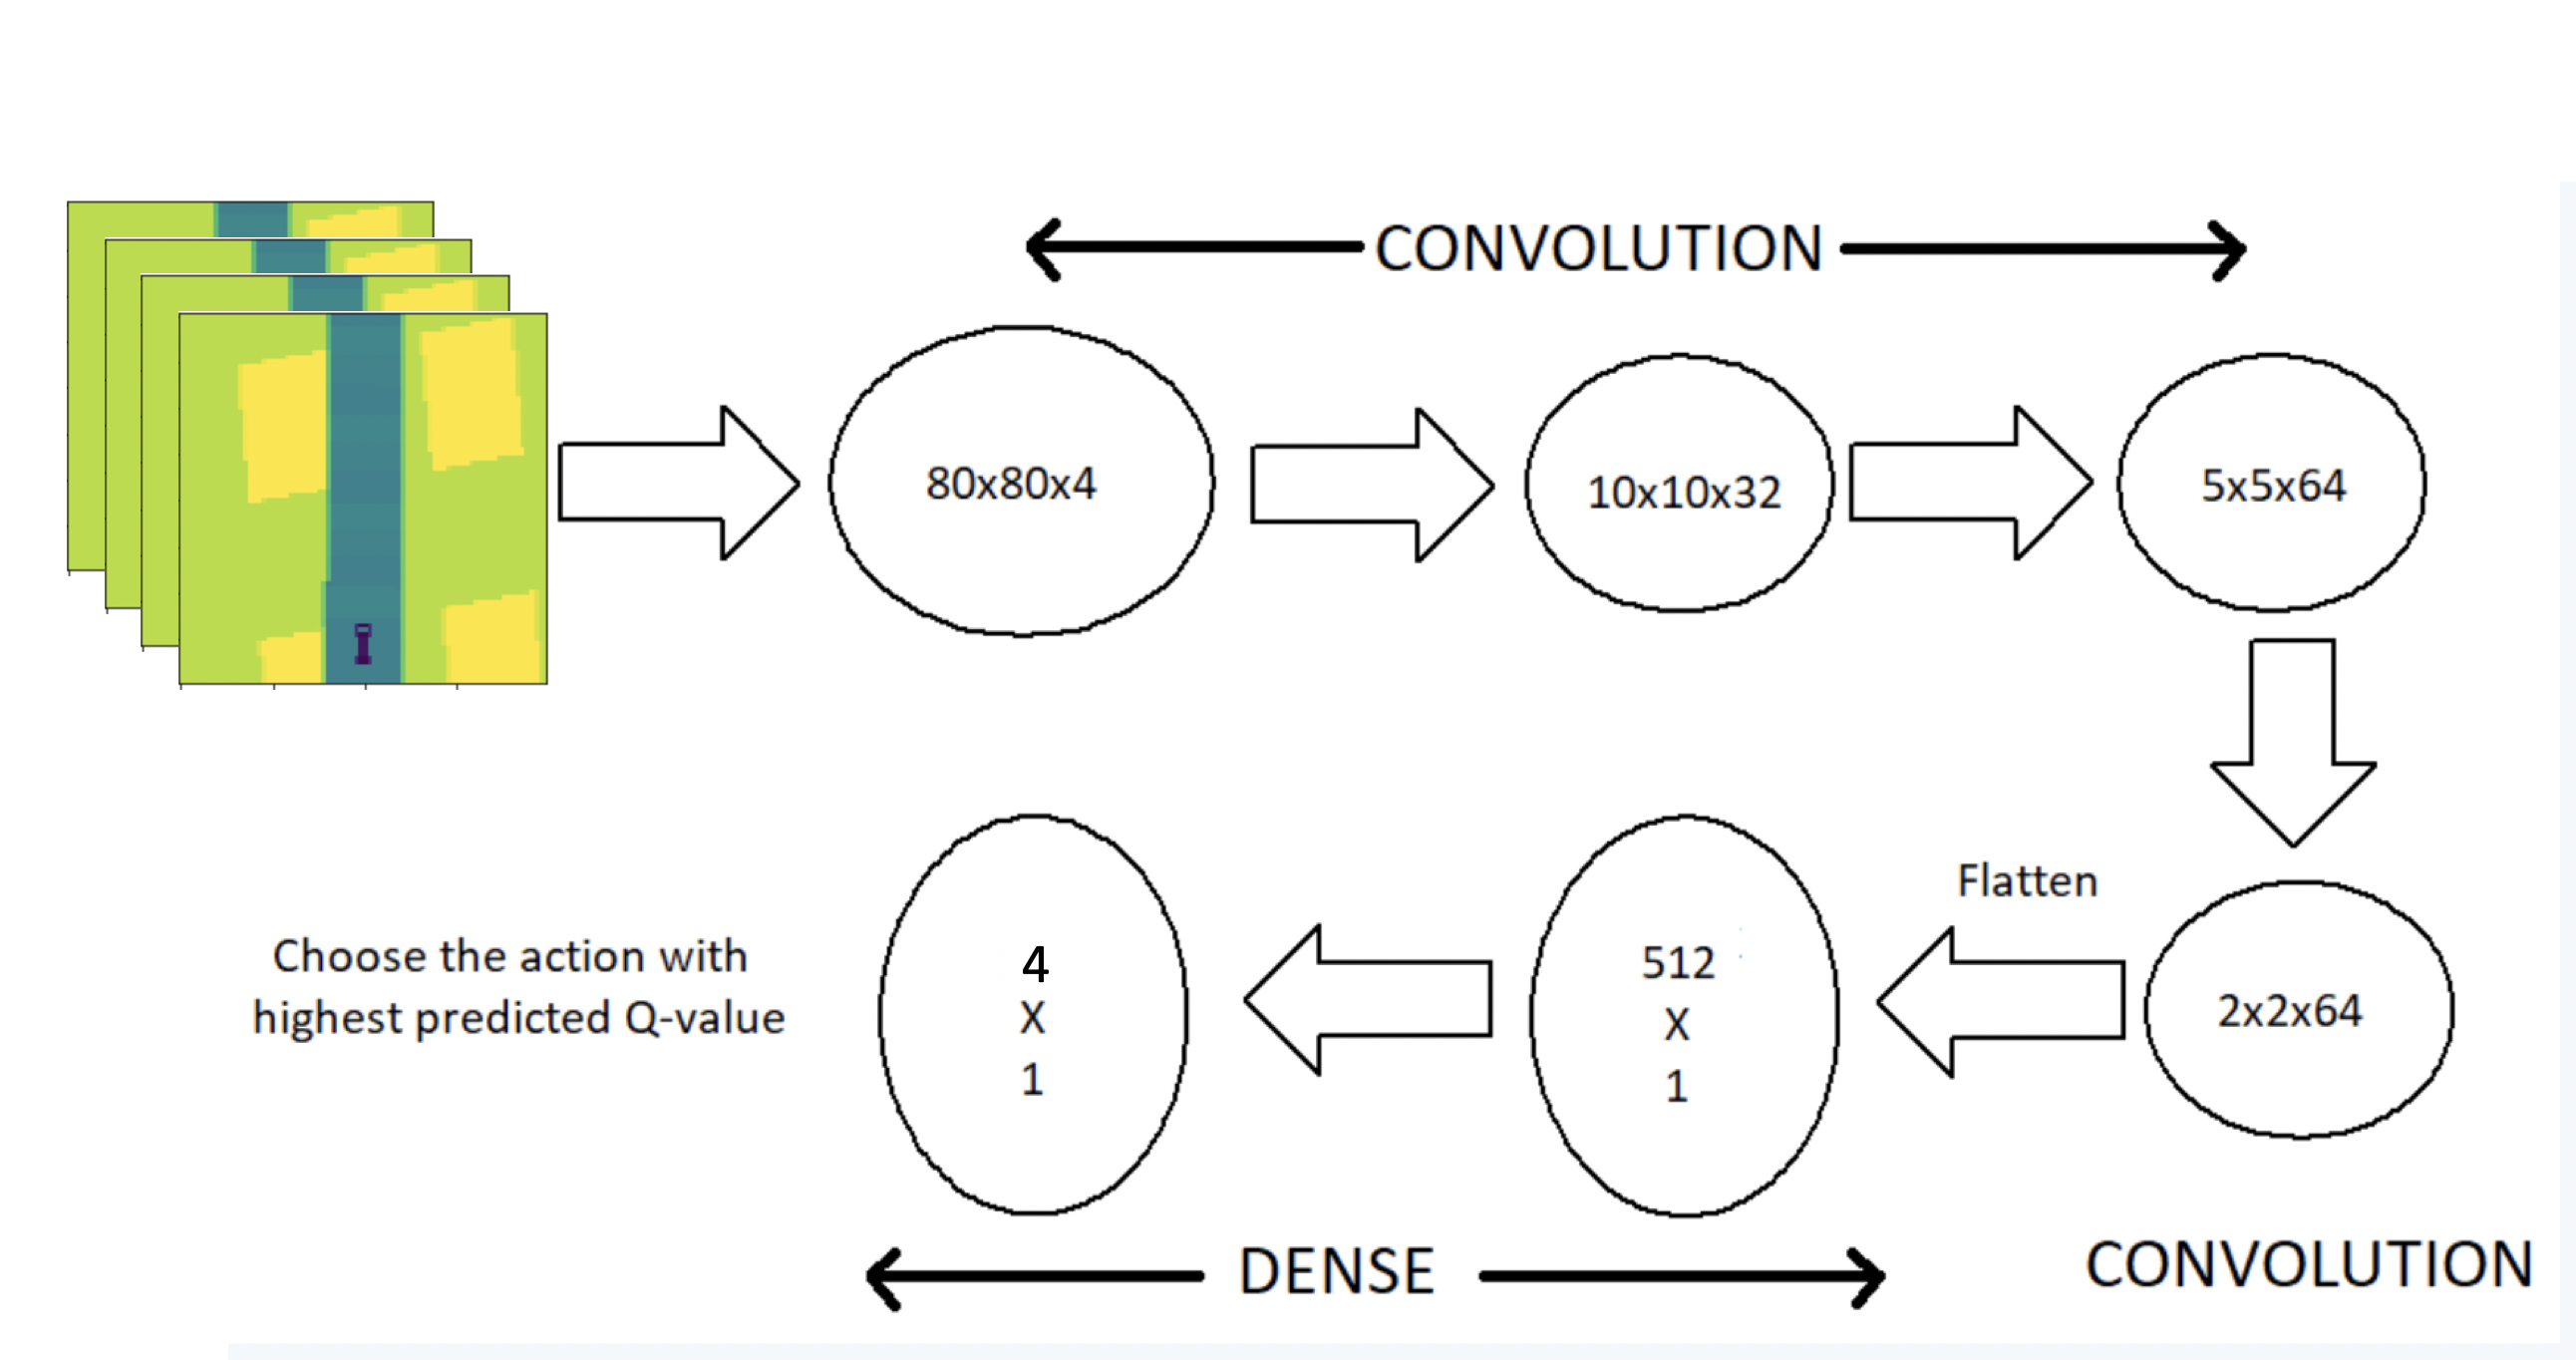 CONVOLUTION
80x80x4
10x10x32
5x5x64
Flatten
2x2x64
512
X
1
4
X
1
Choose the action with
highest predicted Q-value
DENSE
CONVOLUTION